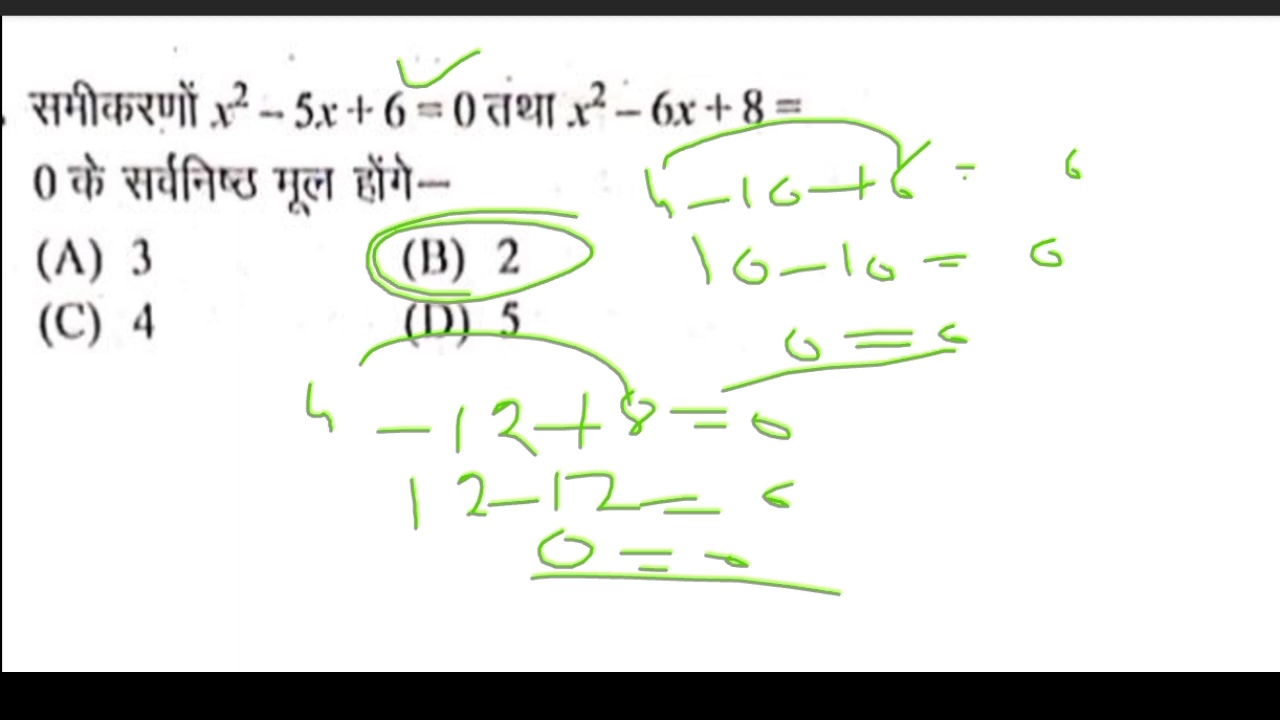 समीकरणों x² – 5x + 6 = 0 तथा x² – 6x + 8 =
0 के सर्वनिष्ठ मूल होंगे—
(A) 3 (B) 2
(C) 4 (D) 5
4 – 10 + 6 = 0
10 – 10 = 0
0 = 0
4 – 12 + 8 = 0
12 – 12 = 0
0 = 0